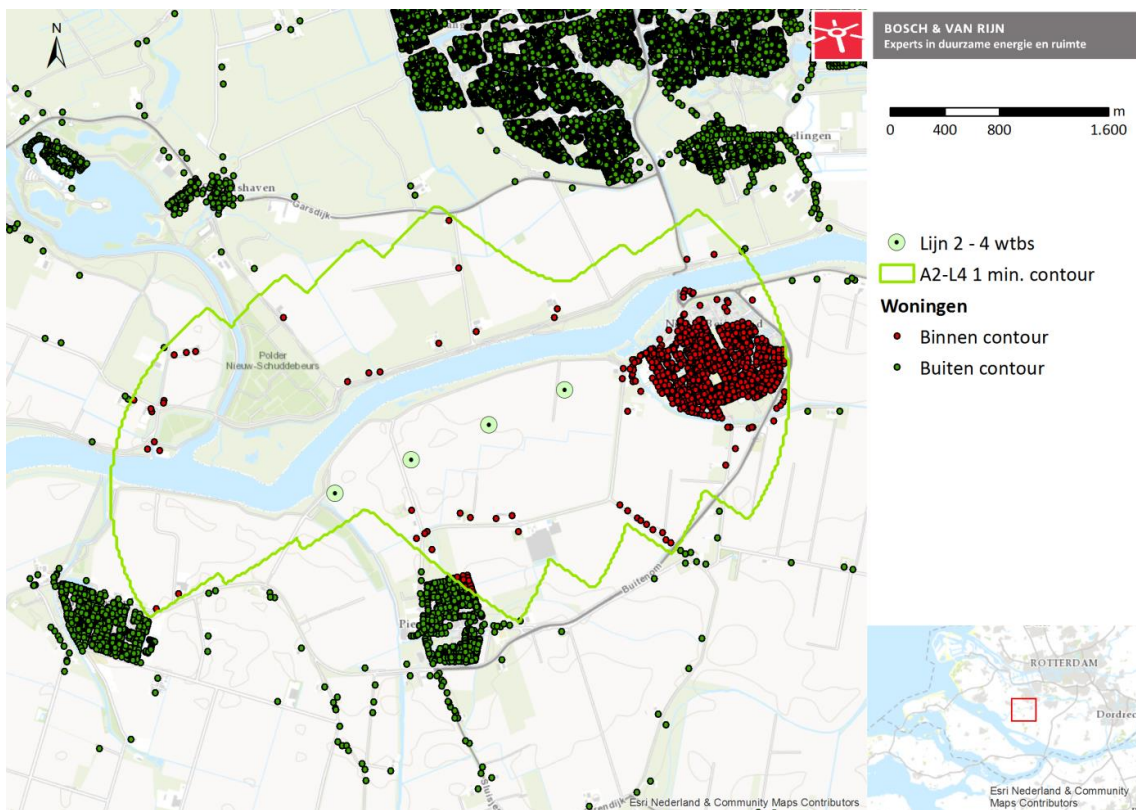 N
BOSCH & VAN RIJN
Experts in duurzame energie en ruimte
m
0 400 800 1.600
Lijn 2 - 4 wtbs
A2-L4 1 min. contour
Woningen
Binnen contour
Buiten contour
Garsdijk
Polder
Nieuw-Schuddebeurs
Buitenom
Esri Nederland & Community Maps Contributors
ROTTERDAM
Esri Nederland & Community
Maps Contributors